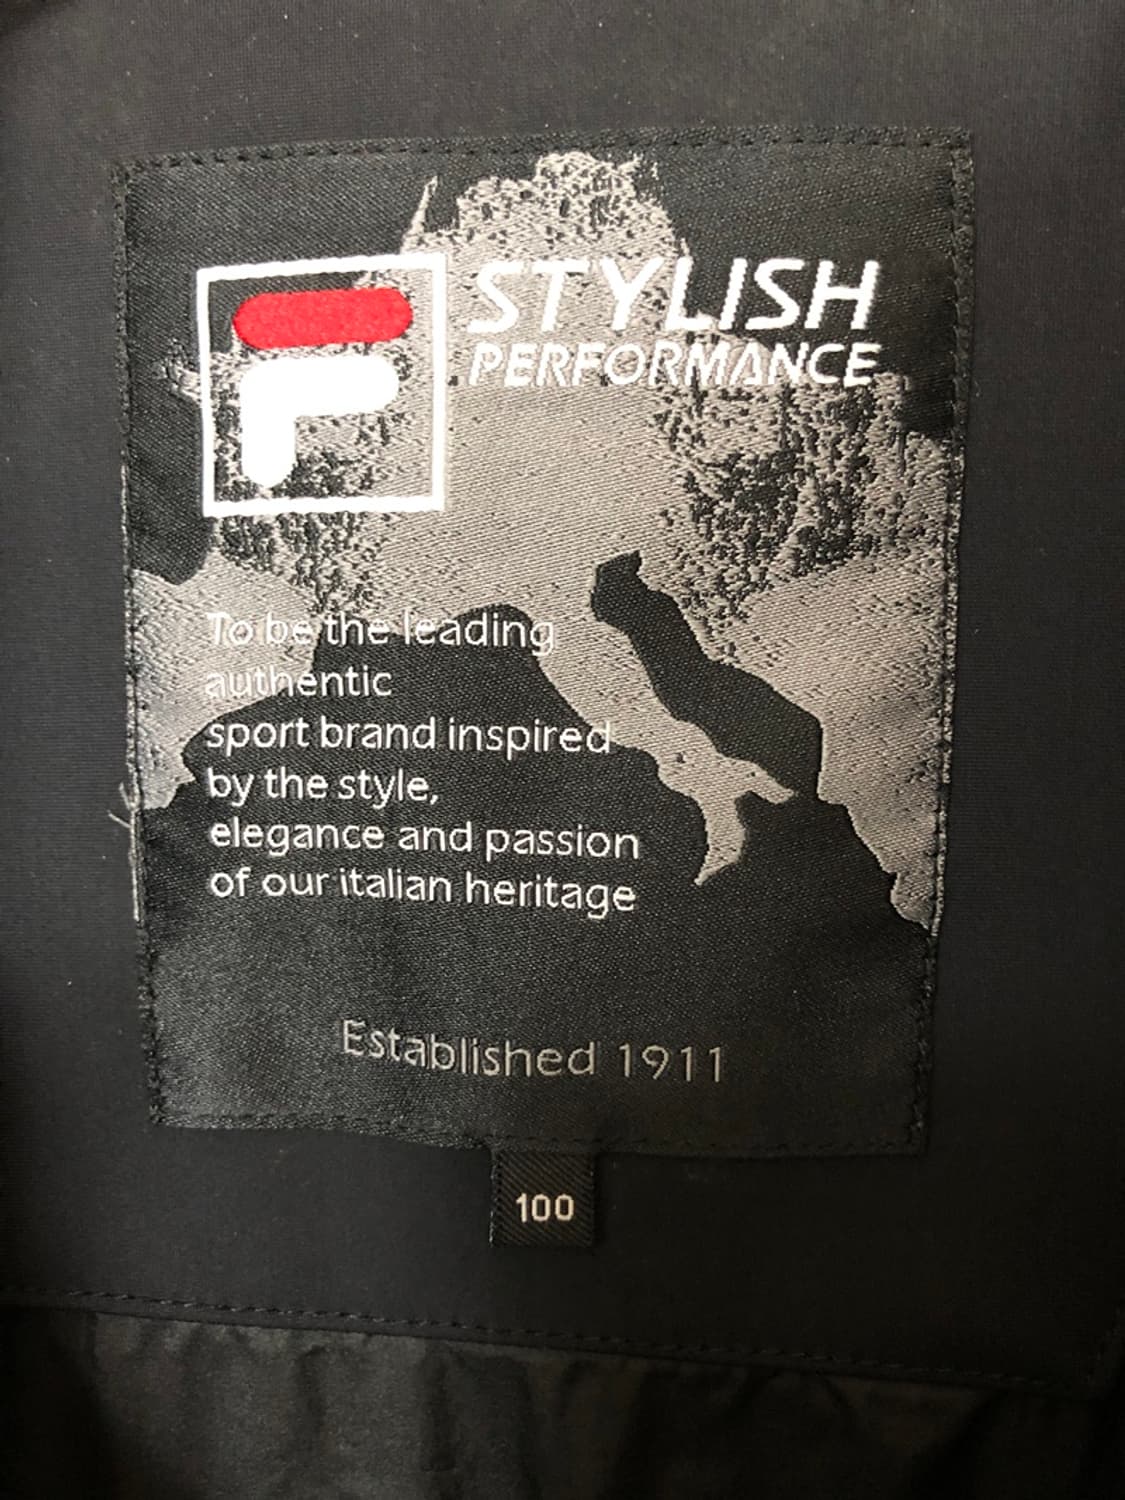 STYLISH
PERFORMANCE
To be the leading
authentic
sport brand inspired
by the style,
elegance and passion
of our italian heritage
Established 1911
100